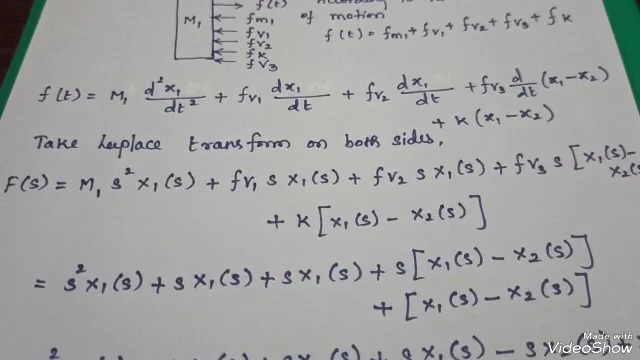 f(t)
M₁
fm₁
of motion
fv₁
fv₂
fk
fv₃
f(t) = fm₁ + fv₁ + fv₂ + fv₃ + fk
f(t) = M₁ d²x₁/dt² + fv₁ dx₁/dt + fv₂ dx₁/dt + fv₃ d/dt (x₁-x₂)
+ K(x₁-x₂)
Take Laplace transform on both sides,
F(s) = M₁ s² X₁(s) + fv₁ s X₁(s) + fv₂ s X₁(s) + fv₃ s [X₁(s) -
X₂(s
+ K[X₁(s) - X₂(s)]
= s² X₁(s) + s X₁(s) + s X₁(s) + s [X₁(s) - X₂(s)]
+ [X₁(s) - X₂(s)]
Made with
VideoShow